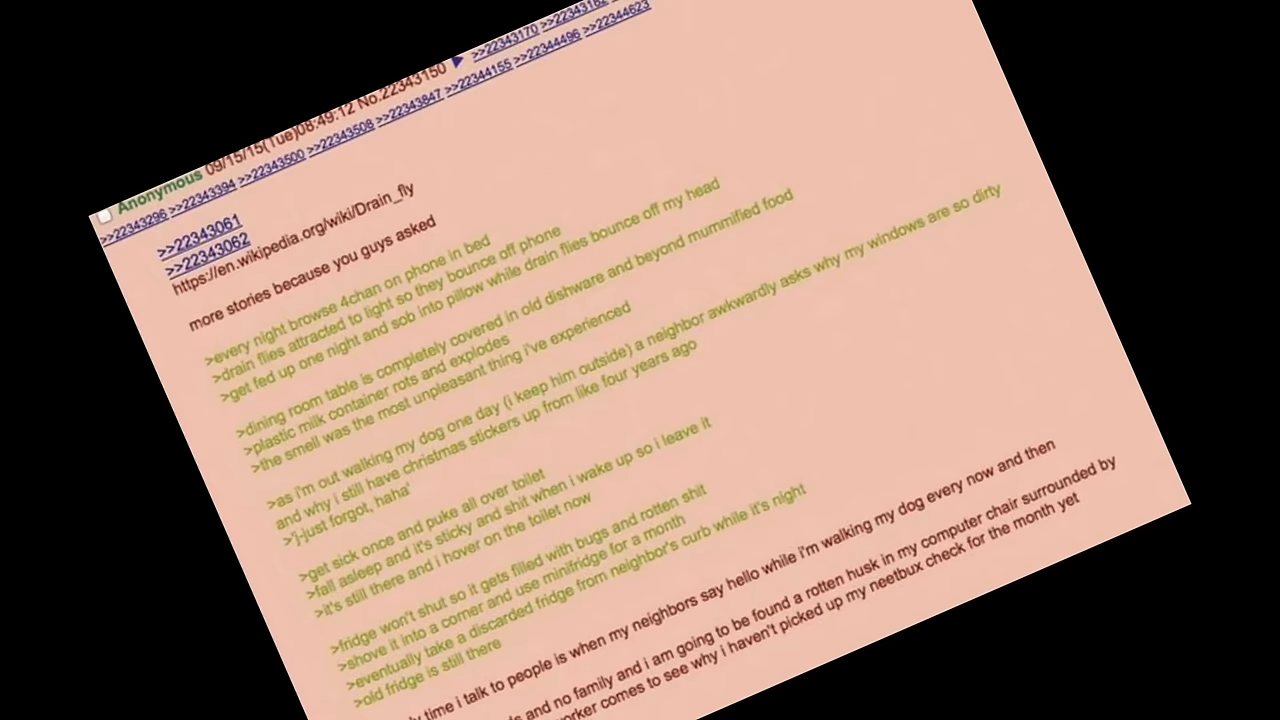 Anonymous 09/15/15(Tue)08:49:12 No.22343150 ▶ >>22343170 >>22343182
>>22343296 >>22343394 >>22343500 >>22343508 >>22343847 >>22344155 >>22344496 >>22344623
>>22343061
>>22343062
https://en.wikipedia.org/wiki/Drain_fly
more stories because you guys asked
>every night browse 4chan on phone in bed
>drain flies attracted to light so they bounce off phone
>get fed up one night and sob into pillow while drain flies bounce off my head
>dining room table is completely covered in old dishware and beyond mummified food
>plastic milk container rots and explodes
>the smell was the most unpleasant thing i've experienced
>as i'm out walking my dog one day (i keep him outside) a neighbor awkwardly asks why my windows are so dirty
and why i still have christmas stickers up from like four years ago
>'j-just forgot, haha'
>get sick once and puke all over toilet
>fall asleep and it's sticky and shit when i wake up so i leave it
>it's still there and i hover on the toilet now
>fridge won't shut so it gets filled with bugs and rotten shit
>shove it into a corner and use minifridge for a month
>eventually take a discarded fridge from neighbor's curb while it's night
>old fridge is still there
time i talk to people is when my neighbors say hello while i'm walking my dog every now and then
and no family and i am going to be found a rotten husk in my computer chair surrounded by
comes to see why i haven't picked up my neetbux check for the month yet